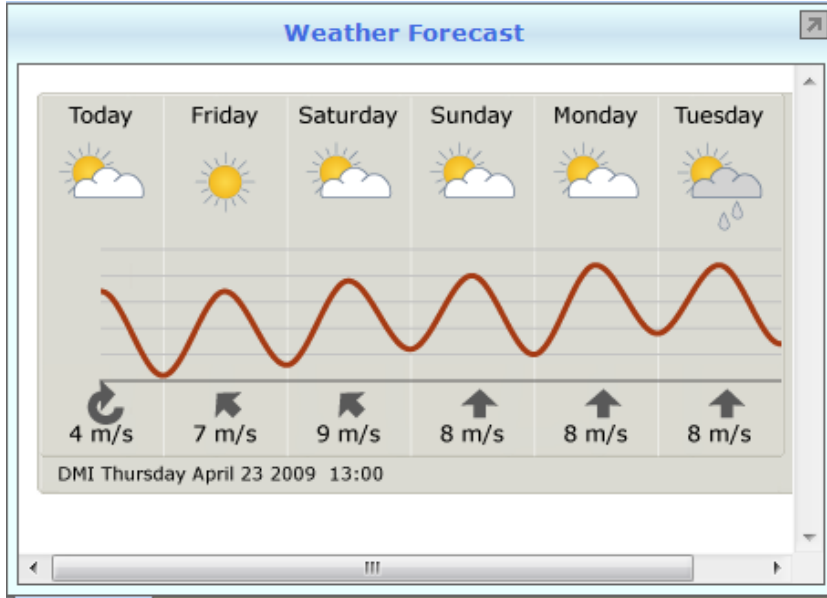 Weather Forecast
Today Friday Saturday Sunday Monday Tuesday
4 m/s 7 m/s 9 m/s 8 m/s 8 m/s 8 m/s
DMI Thursday April 23 2009 13:00